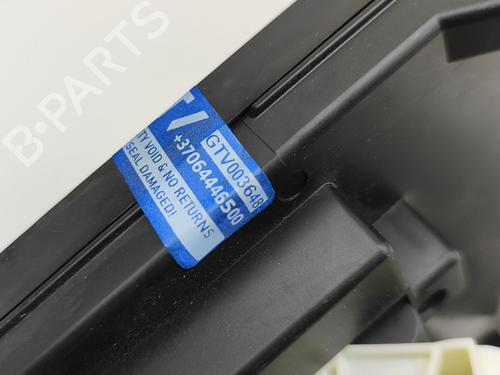 B-PARTS
GTV003648
+37064446500
TY VOID & NO RETURNS
SEAL DAMAGED!